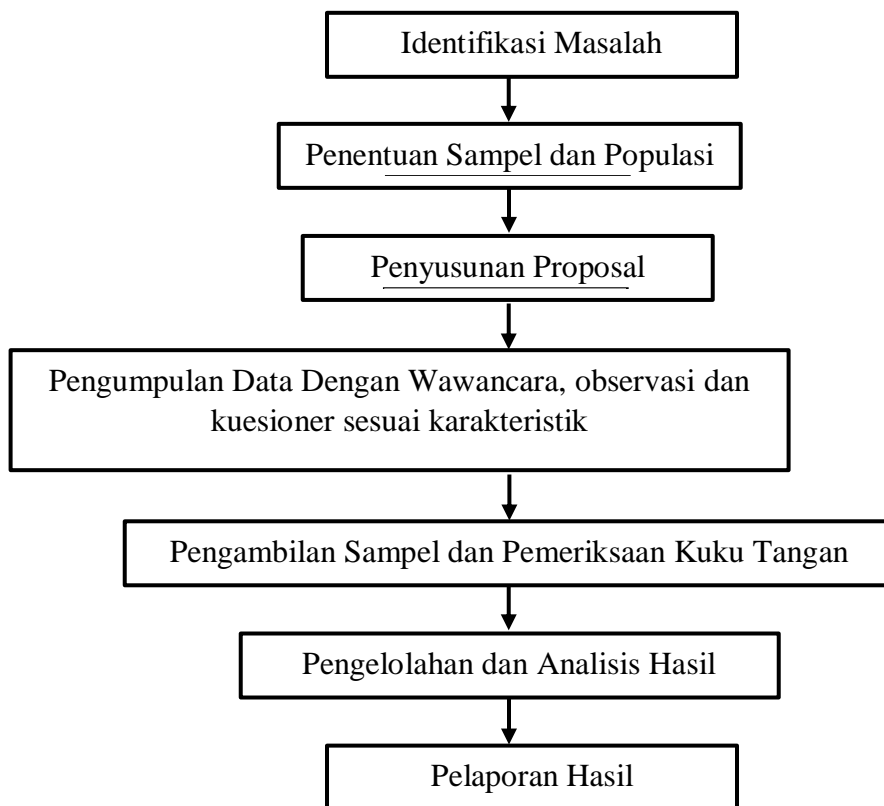 Identifikasi Masalah
Penentuan Sampel dan Populasi
Penyusunan Proposal
Pengumpulan Data Dengan Wawancara, observasi dan
kuesioner sesuai karakteristik
Pengambilan Sampel dan Pemeriksaan Kuku Tangan
Pengelolahan dan Analisis Hasil
Pelaporan Hasil